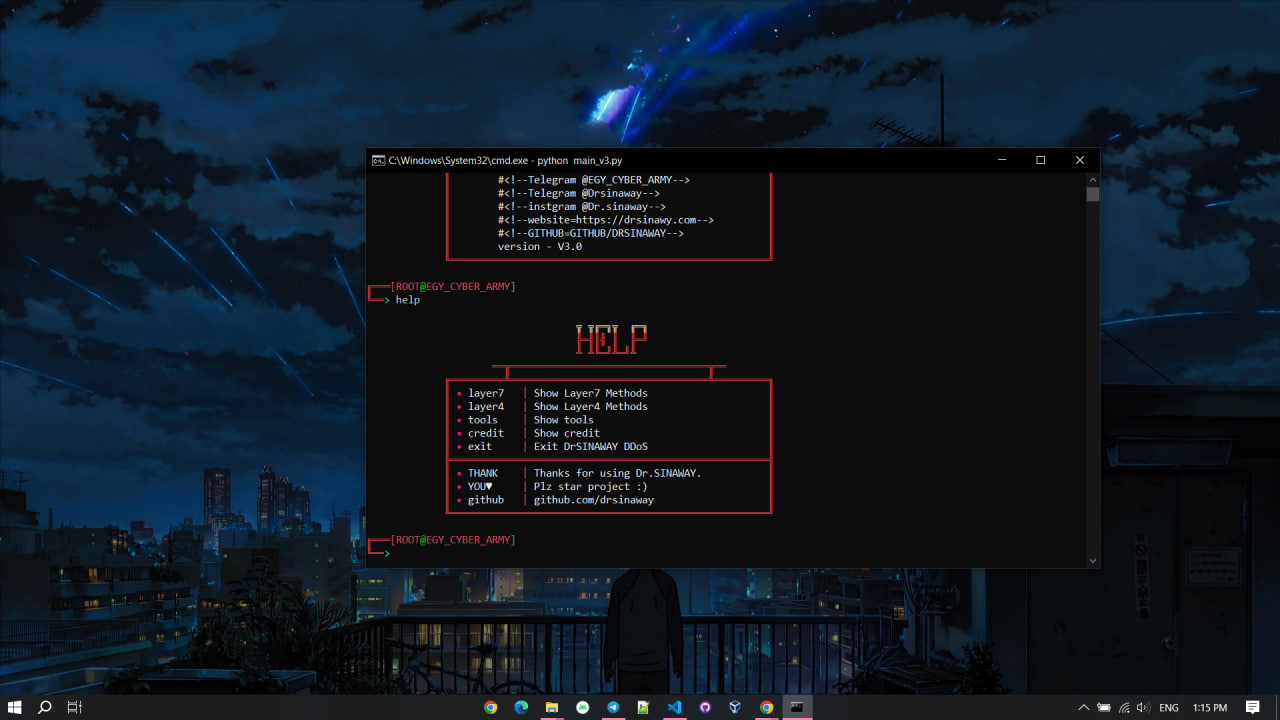 C:\Windows\System32\cmd.exe - python main_v3.py
#<!--Telegram @EGY_CYBER_ARMY-->
#<!--Telegram @Drsinaway-->
#<!--instgram @Dr.sinaway-->
#<!--website=https://drsinawy.com-->
#<!--GITHUB=GITHUB/DRSINAWAY-->
version - V3.0
[ROOT@EGY_CYBER_ARMY]
> help
HELP
• layer7 | Show Layer7 Methods
• layer4 | Show Layer4 Methods
• tools | Show tools
• credit | Show credit
• exit | Exit DrSINAWAY DDoS
• THANK | Thanks for using Dr.SINAWAY.
• YOU♥ | Plz star project :)
• github | github.com/drsinaway
[ROOT@EGY_CYBER_ARMY]
>
ENG
1:15 PM